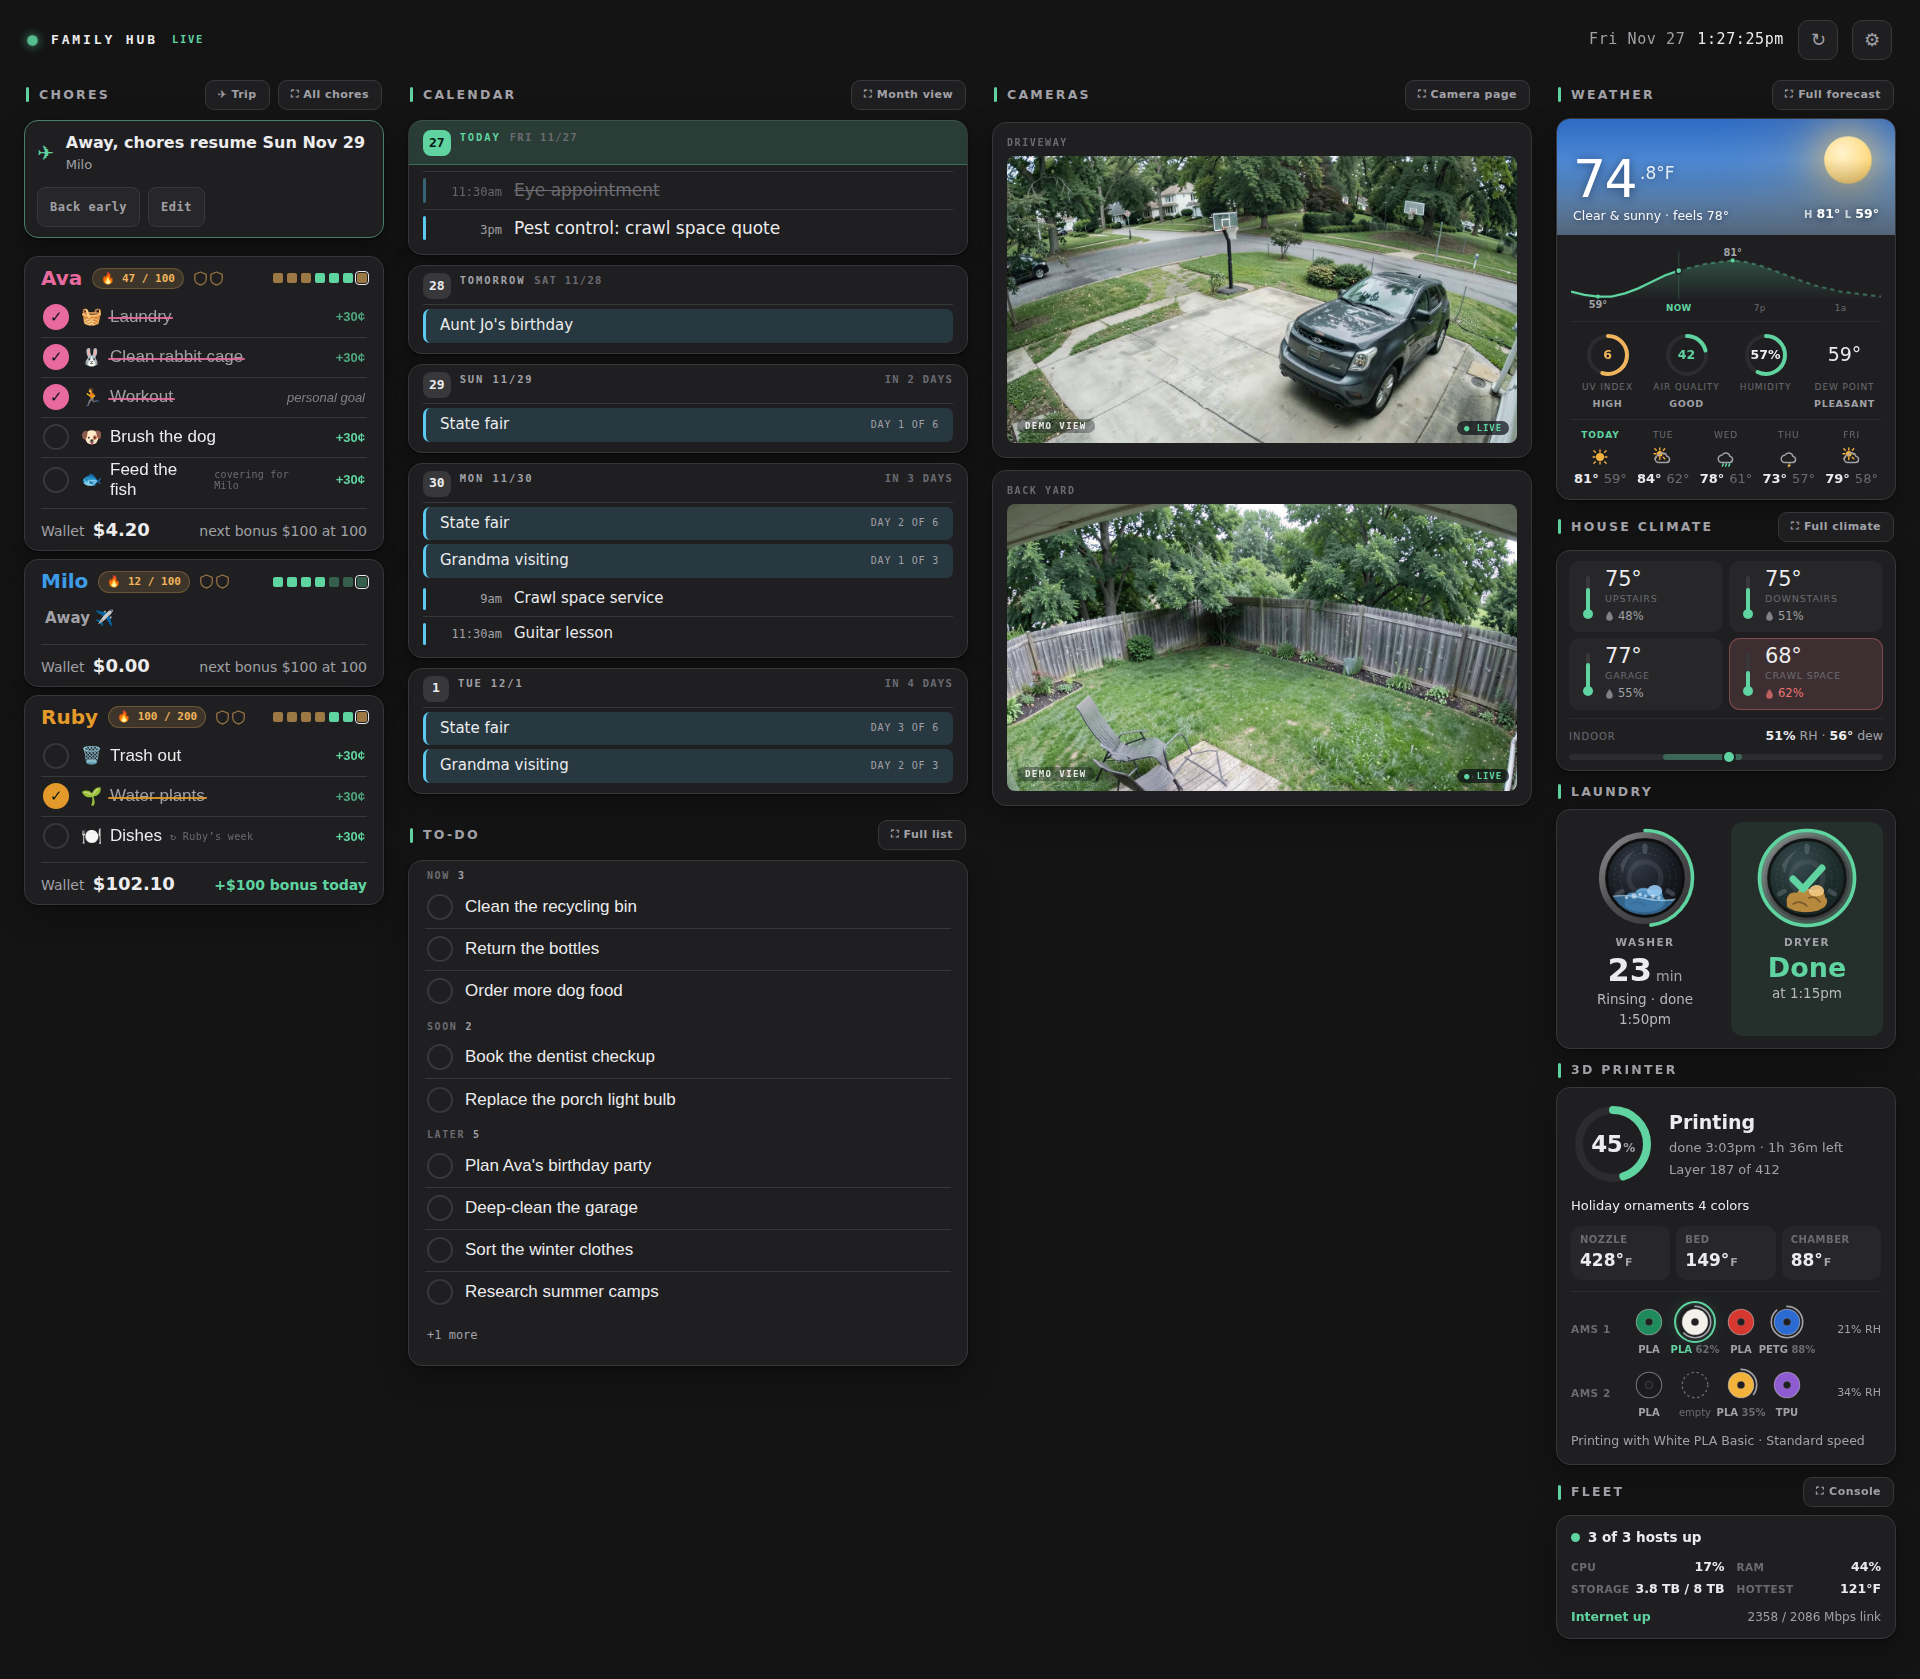 FAMILY HUB LIVE
Fri Nov 27 1:27:25pm
CHORES
Trip
All chores
Away, chores resume Sun Nov 29
Milo
Back early
Edit
Ava 47 / 100
Laundry +30¢
Clean rabbit cage +30¢
Workout personal goal
Brush the dog +30¢
Feed the fish covering for Milo +30¢
Wallet $4.20 next bonus $100 at 100
Milo 12 / 100
Away
Wallet $0.00 next bonus $100 at 100
Ruby 100 / 200
Trash out +30¢
Water plants +30¢
Dishes ↻ Ruby's week +30¢
Wallet $102.10 +$100 bonus today
CALENDAR
Month view
27 TODAY FRI 11/27
11:30am Eye appointment
3pm Pest control: crawl space quote
28 TOMORROW SAT 11/28
Aunt Jo's birthday
29 SUN 11/29 IN 2 DAYS
State fair DAY 1 OF 6
30 MON 11/30 IN 3 DAYS
State fair DAY 2 OF 6
Grandma visiting DAY 1 OF 3
9am Crawl space service
11:30am Guitar lesson
1 TUE 12/1 IN 4 DAYS
State fair DAY 3 OF 6
Grandma visiting DAY 2 OF 3
TO-DO
Full list
NOW 3
Clean the recycling bin
Return the bottles
Order more dog food
SOON 2
Book the dentist checkup
Replace the porch light bulb
LATER 5
Plan Ava's birthday party
Deep-clean the garage
Sort the winter clothes
Research summer camps
+1 more
CAMERAS
Camera page
DRIVEWAY
DEMO VIEW
LIVE
BACK YARD
DEMO VIEW
LIVE
WEATHER
Full forecast
74.8°F
Clear & sunny · feels 78°
H 81° L 59°
81°
59°
NOW 7p 1a
6 42 57% 59°
UV INDEX AIR QUALITY HUMIDITY DEW POINT
HIGH GOOD PLEASANT
TODAY TUE WED THU FRI
81° 59° 84° 62° 78° 61° 73° 57° 79° 58°
HOUSE CLIMATE
Full climate
75° UPSTAIRS 48%
75° DOWNSTAIRS 51%
77° GARAGE 55%
68° CRAWL SPACE 62%
INDOOR 51% RH · 56° dew
LAUNDRY
WASHER
23 min
Rinsing · done
1:50pm
DRYER
Done
at 1:15pm
3D PRINTER
45%
Printing
done 3:03pm · 1h 36m left
Layer 187 of 412
Holiday ornaments 4 colors
NOZZLE BED CHAMBER
428°F 149°F 88°F
AMS 1 21% RH
PLA PLA 62% PLA PETG 88%
AMS 2 34% RH
PLA empty PLA 35% TPU
Printing with White PLA Basic · Standard speed
FLEET
Console
3 of 3 hosts up
CPU 17% RAM 44%
STORAGE 3.8 TB / 8 TB HOTTEST 121°F
Internet up 2358 / 2086 Mbps link